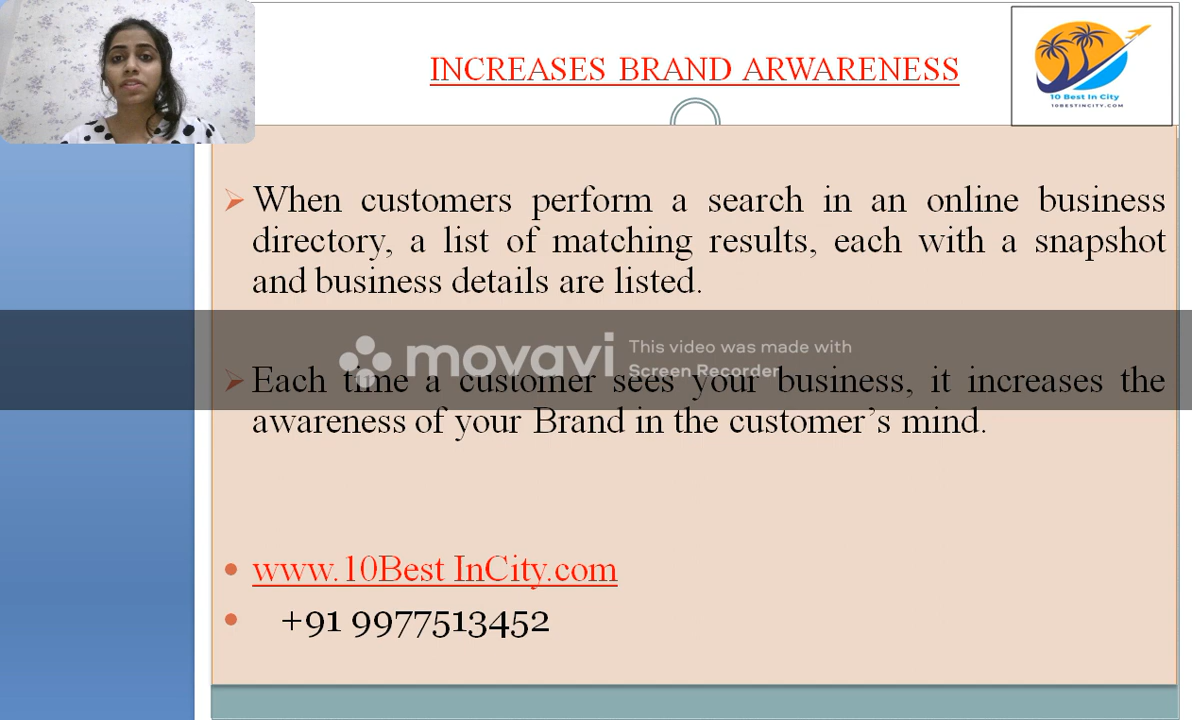 INCREASES BRAND ARWARENESS
10 Best In City
10BESTINCITY.COM
When customers perform a search in an online business
directory, a list of matching results, each with a snapshot
and business details are listed.
movavi
This video was made with
Screen Recorder
Each time a customer sees your business, it increases the
awareness of your Brand in the customer’s mind.
www.10Best InCity.com
+91 9977513452